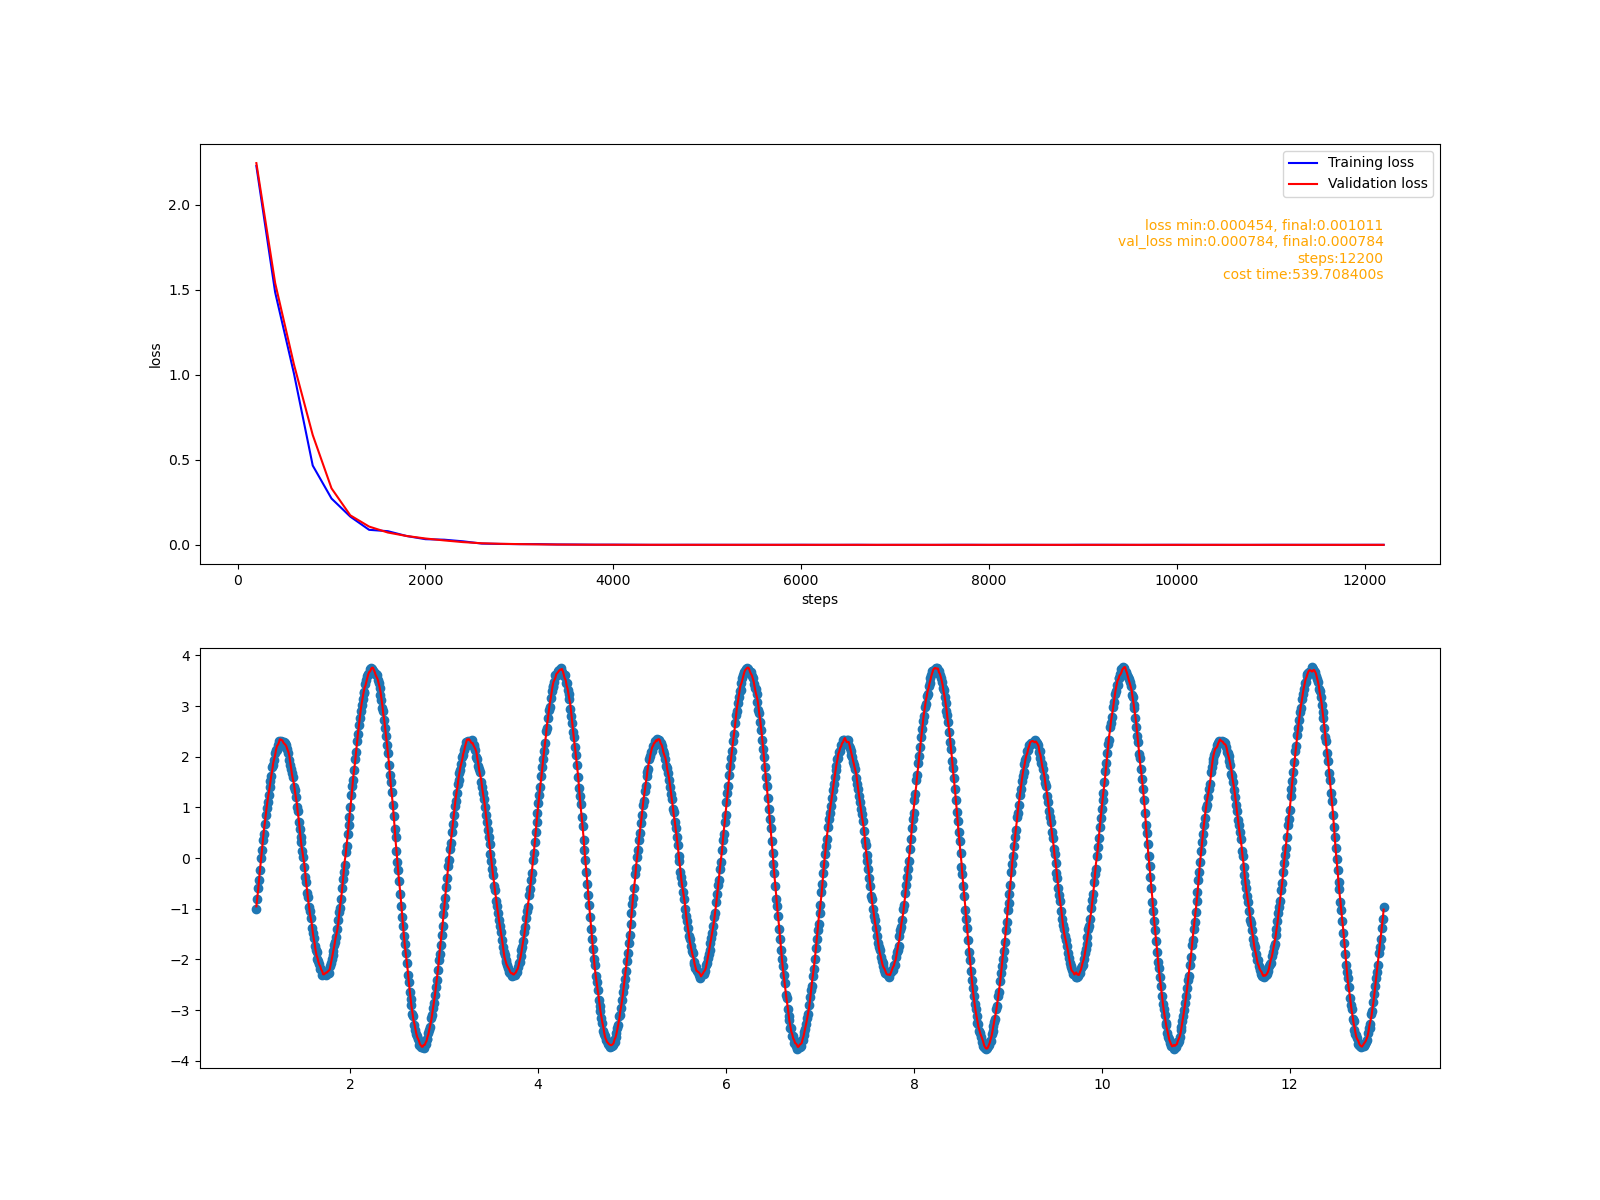 Training loss
Validation loss
loss min:0.000454, final:0.001011
val_loss min:0.000784, final:0.000784
steps:12200
cost time:539.708400s
2.0
1.5
1.0
0.5
0.0
loss
0 2000 4000 6000 8000 10000 12000
steps
4
3
2
1
0
−1
−2
−3
−4
2 4 6 8 10 12